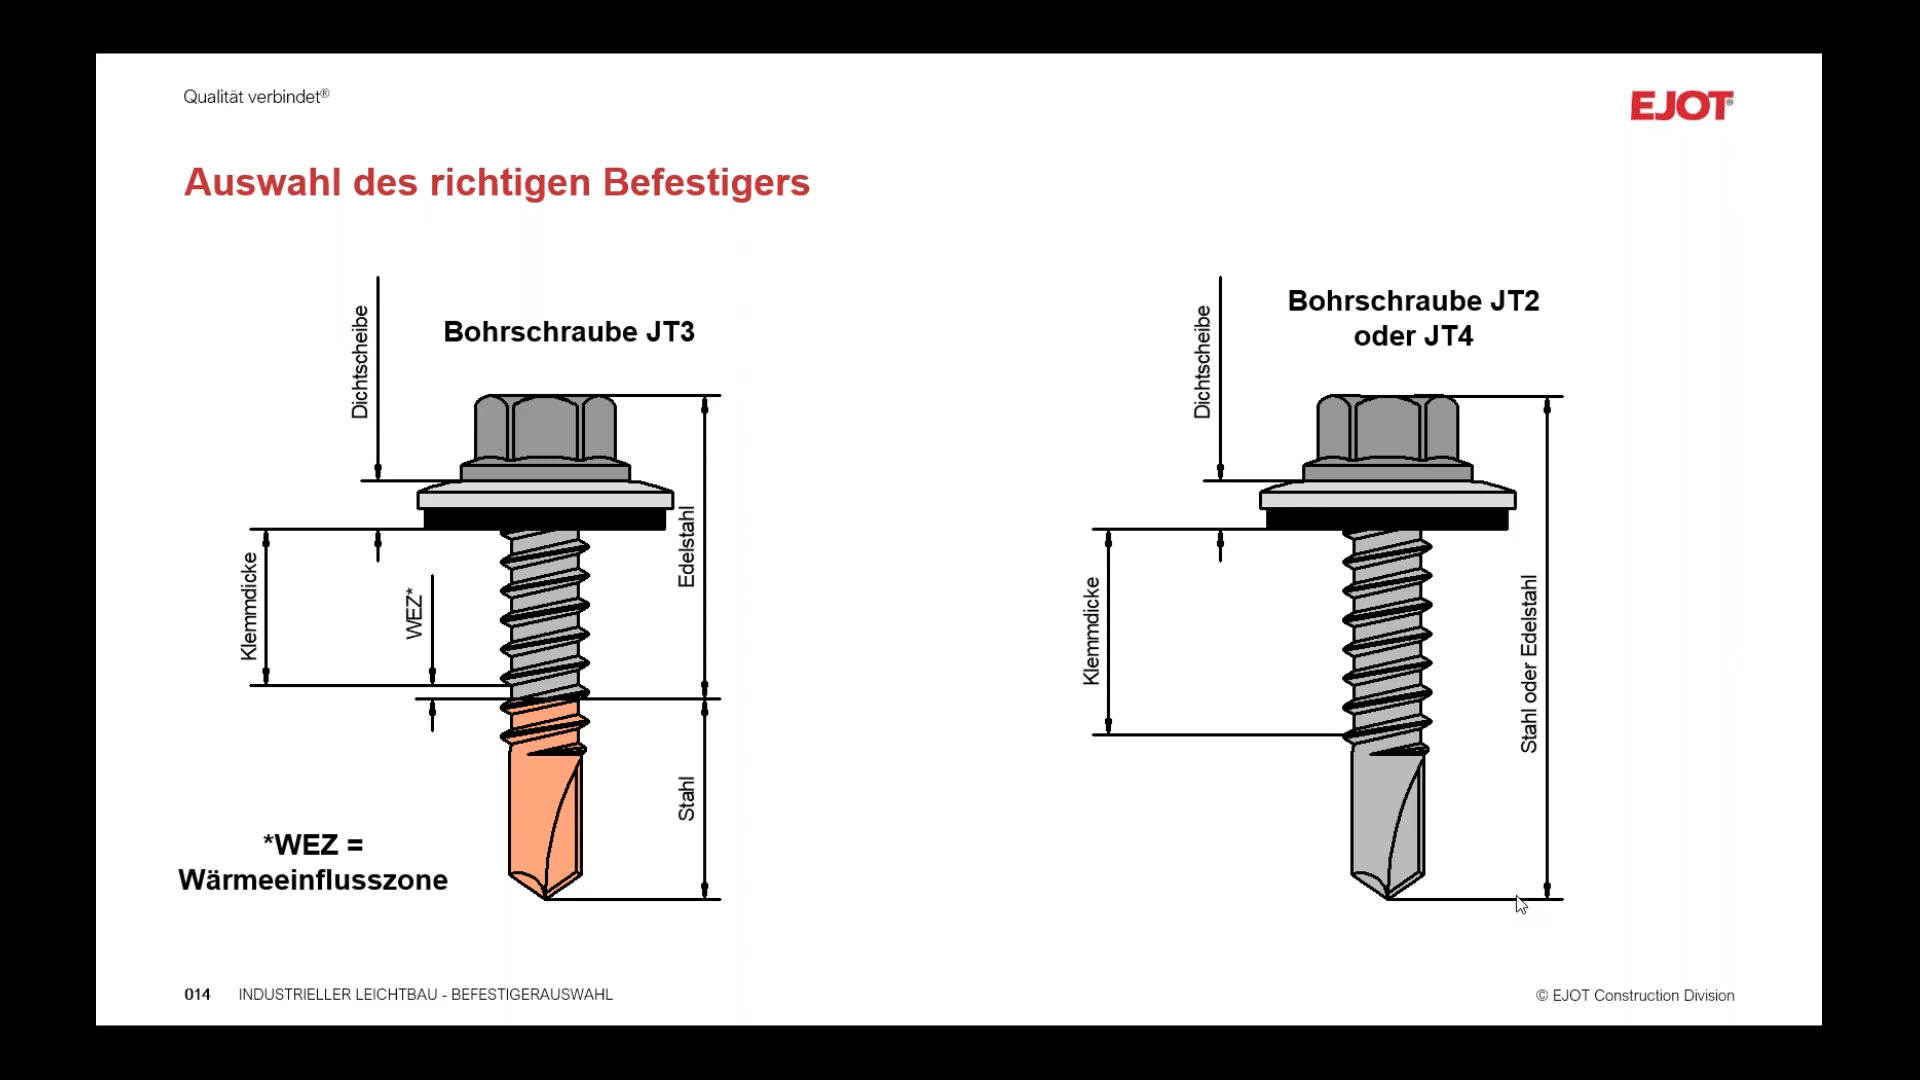 Qualität verbindet®
EJOT®
Auswahl des richtigen Befestigers
Bohrschraube JT3
Dichtscheibe
Klemmdicke
WEZ*
Edelstahl
Stahl
*WEZ =
Wärmeeinflusszone
Bohrschraube JT2
oder JT4
Dichtscheibe
Klemmdicke
Stahl oder Edelstahl
014 INDUSTRIELLER LEICHTBAU - BEFESTIGERAUSWAHL
© EJOT Construction Division